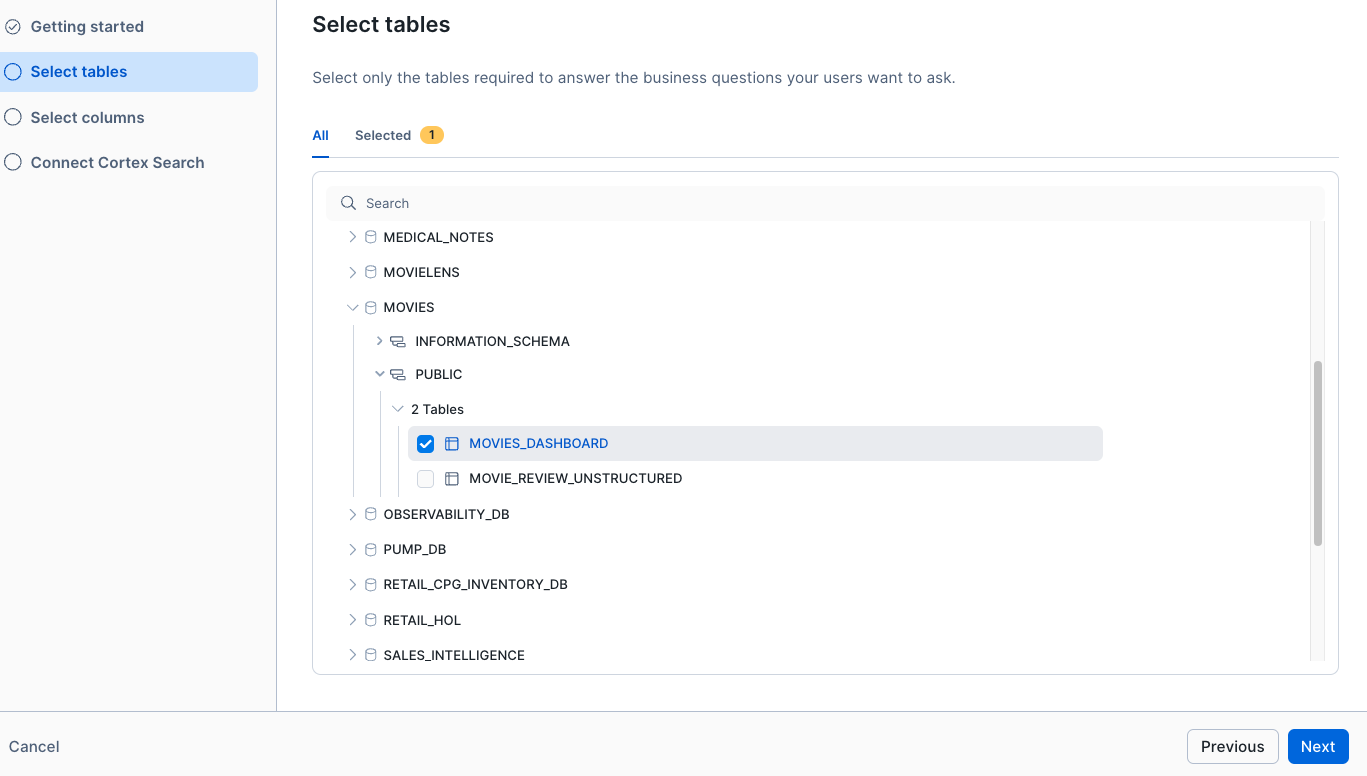 Getting started
Select tables
Select columns
Connect Cortex Search
Select tables
Select only the tables required to answer the business questions your users want to ask.
All Selected 1
Search
MEDICAL_NOTES
MOVIELENS
MOVIES
INFORMATION_SCHEMA
PUBLIC
2 Tables
MOVIES_DASHBOARD
MOVIE_REVIEW_UNSTRUCTURED
OBSERVABILITY_DB
PUMP_DB
RETAIL_CPG_INVENTORY_DB
RETAIL_HOL
SALES_INTELLIGENCE
Cancel Previous Next